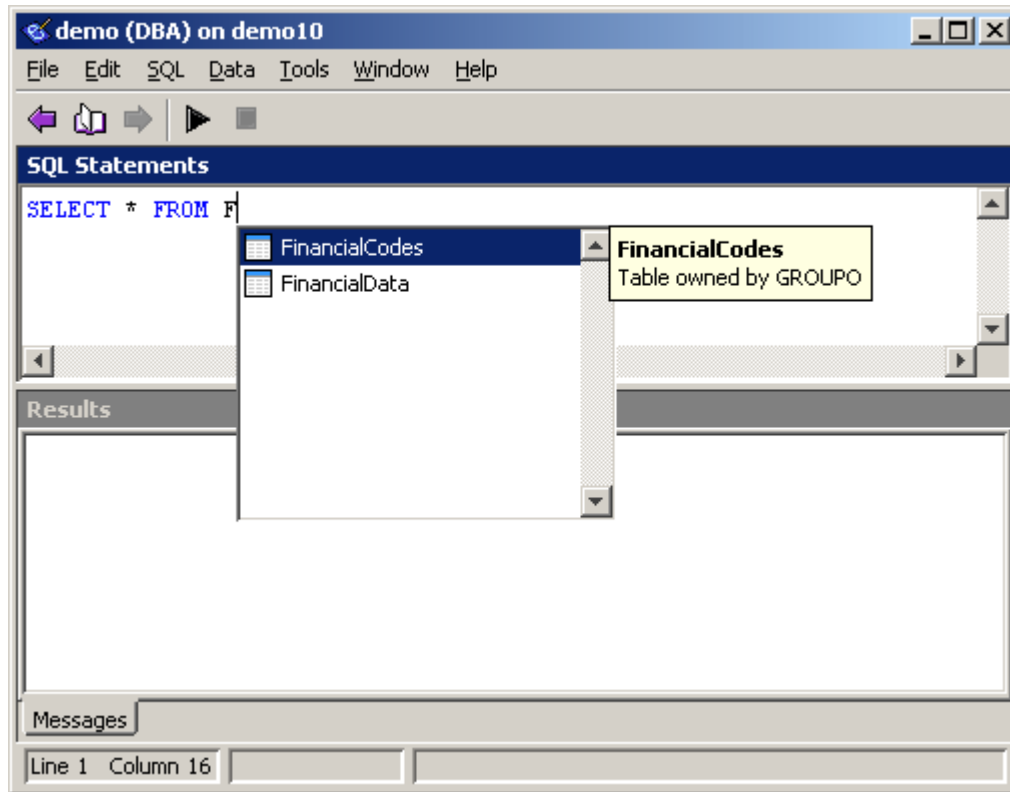 demo (DBA) on demo10
File Edit SQL Data Tools Window Help
SQL Statements
SELECT * FROM F
FinancialCodes
FinancialData
FinancialCodes
Table owned by GROUPO
Results
Messages
Line 1 Column 16